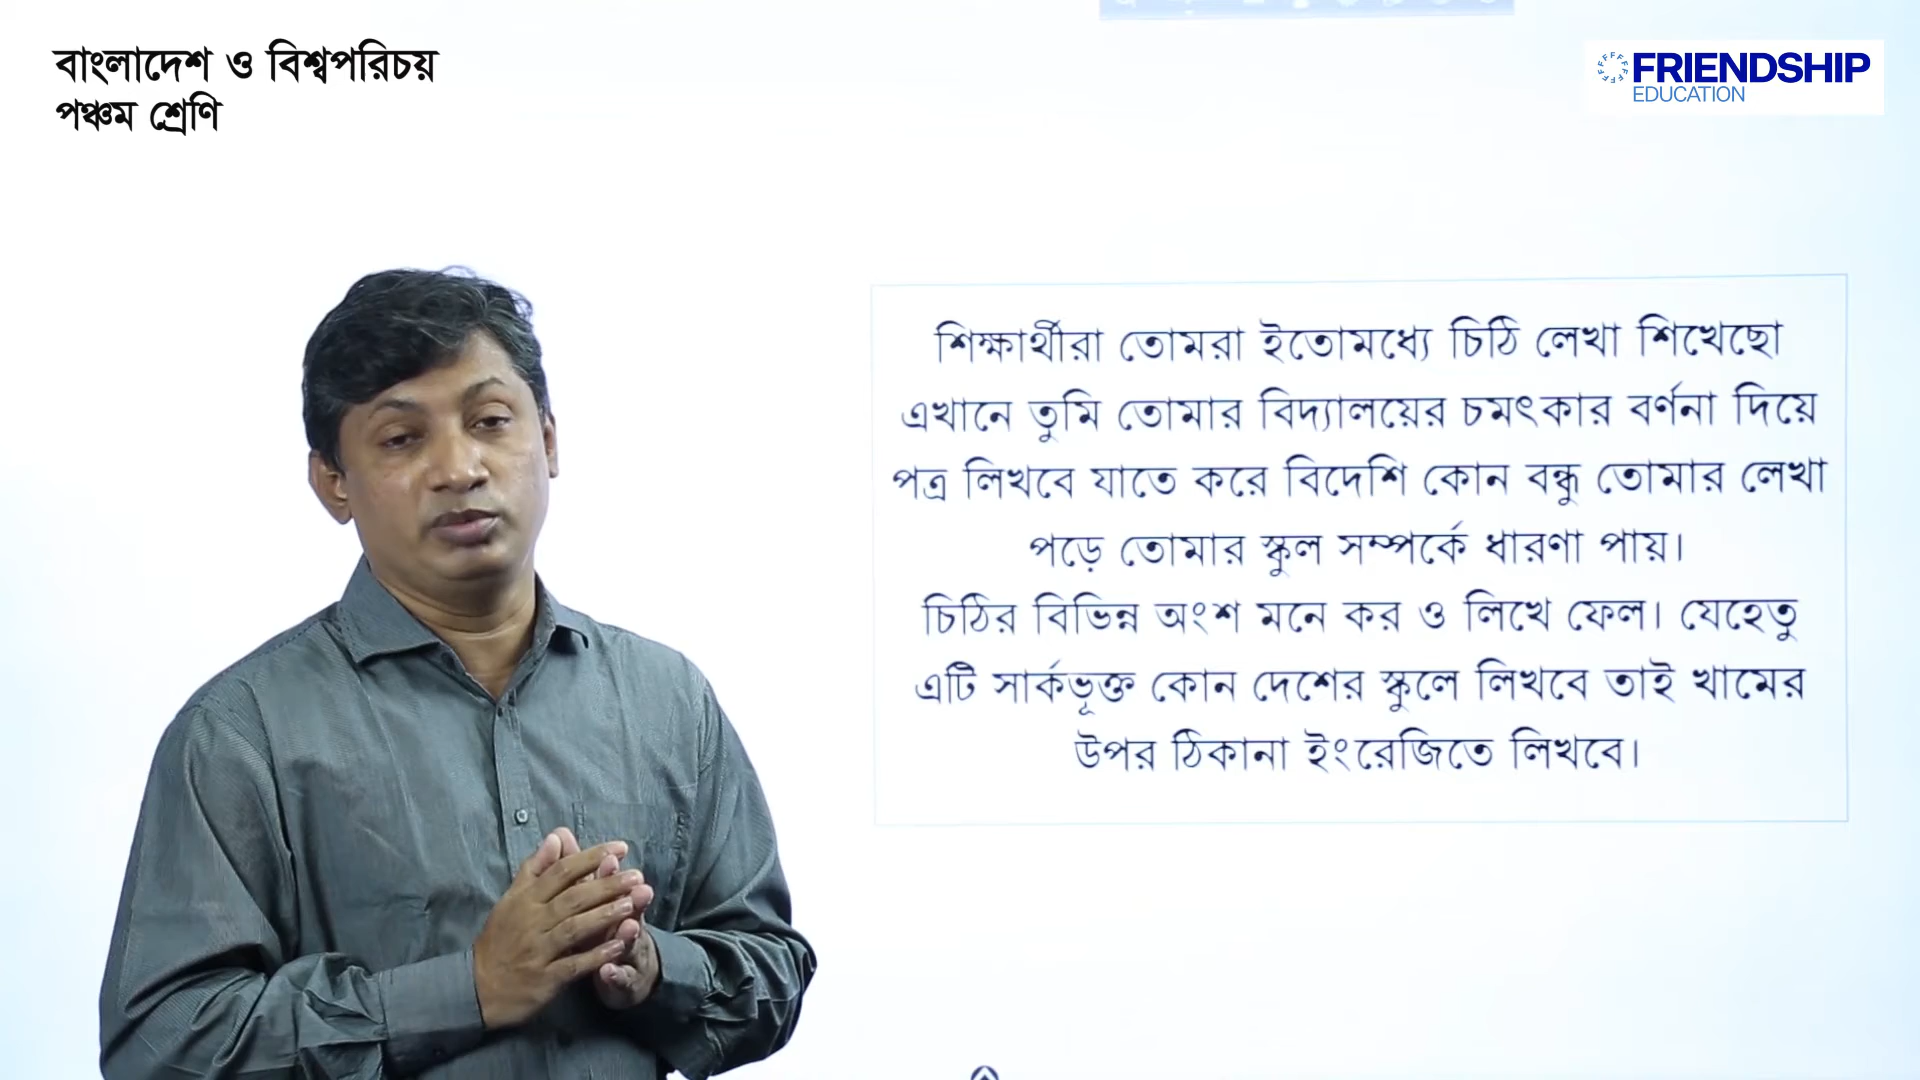 বাংলাদেশ ও বিশ্বপরিচয়
পঞ্চম শ্রেণি
FRIENDSHIP
EDUCATION
শিক্ষার্থীরা তোমরা ইতোমধ্যে চিঠি লেখা শিখেছো
এখানে তুমি তোমার বিদ্যালয়ের চমৎকার বর্ণনা দিয়ে
পত্র লিখবে যাতে করে বিদেশি কোন বন্ধু তোমার লেখা
পড়ে তোমার স্কুল সম্পর্কে ধারণা পায়।
চিঠির বিভিন্ন অংশ মনে কর ও লিখে ফেল। যেহেতু
এটি সার্কভূক্ত কোন দেশের স্কুলে লিখবে তাই খামের
উপর ঠিকানা ইংরেজিতে লিখবে।